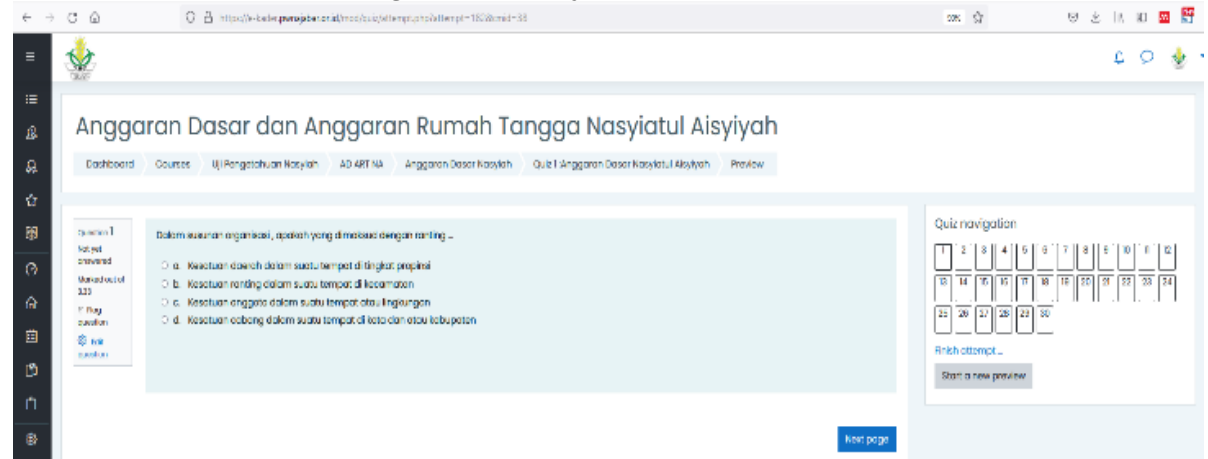 Anggaran Dasar dan Anggaran Rumah Tangga Nasyiatul Aisyiyah
Dashboard Courses Uji Pengetahuan Nasyiah AD ART NA Anggaran Dasar Nasyiah Quiz 1 :Anggaran Dasar Nasyiatul Aisyiyah Preview
Question 1
Not yet
answered
Marked out of
3.33
Flag
question
Edit
question
Dalam susunan organisasi, apakah yang dimaksud dengan ranting ...
a. Kesatuan daerah dalam suatu tempat di tingkat propinsi
b. Kesatuan ranting dalam suatu tempat di kecamatan
c. Kesatuan anggota dalam suatu tempat atau lingkungan
d. Kesatuan cabang dalam suatu tempat di kota dan atau kabupaten
Next page
Quiz navigation
1 2 3 4 5 6 7 8 9 10 11 12
13 14 15 16 17 18 19 20 21 22 23 24
25 26 27 28 29 30
Finish attempt ...
Start a new preview